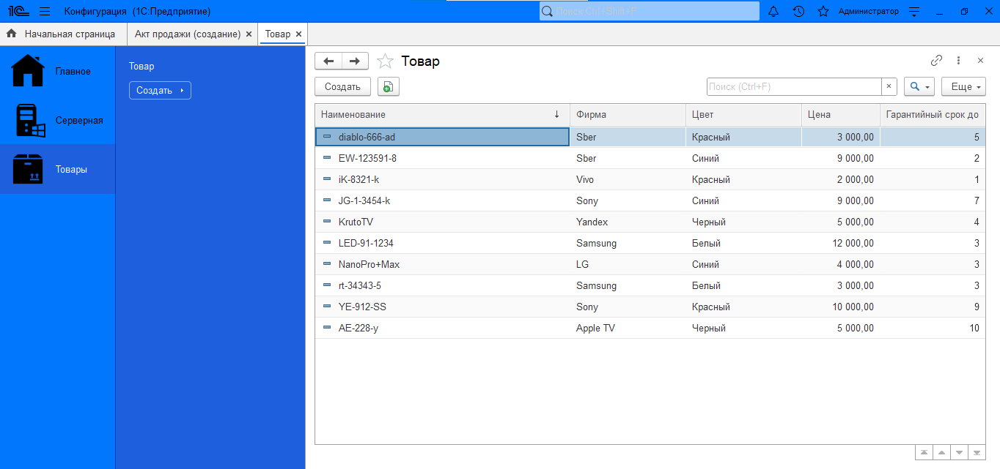 1С Конфигурация (1С:Предприятие) Поиск Ctrl+Shift+F Администратор
Начальная страница Акт продажи (создание) × Товар ×
Главное
Серверная
Товары
Товар
Создать
Товар
Создать Поиск (Ctrl+F) × Еще
Наименование ↓ Фирма Цвет Цена Гарантийный срок до
diablo-666-ad Sber Красный 3 000,00 5
EW-123591-8 Sber Синий 9 000,00 2
iK-8321-k Vivo Красный 2 000,00 1
JG-1-3454-k Sony Синий 9 000,00 7
KrutoTV Yandex Черный 5 000,00 4
LED-91-1234 Samsung Белый 12 000,00 3
NanoPro+Max LG Синий 4 000,00 3
rt-34343-5 Samsung Белый 3 000,00 3
YE-912-SS Sony Красный 10 000,00 9
АЕ-228-у Apple TV Черный 5 000,00 10